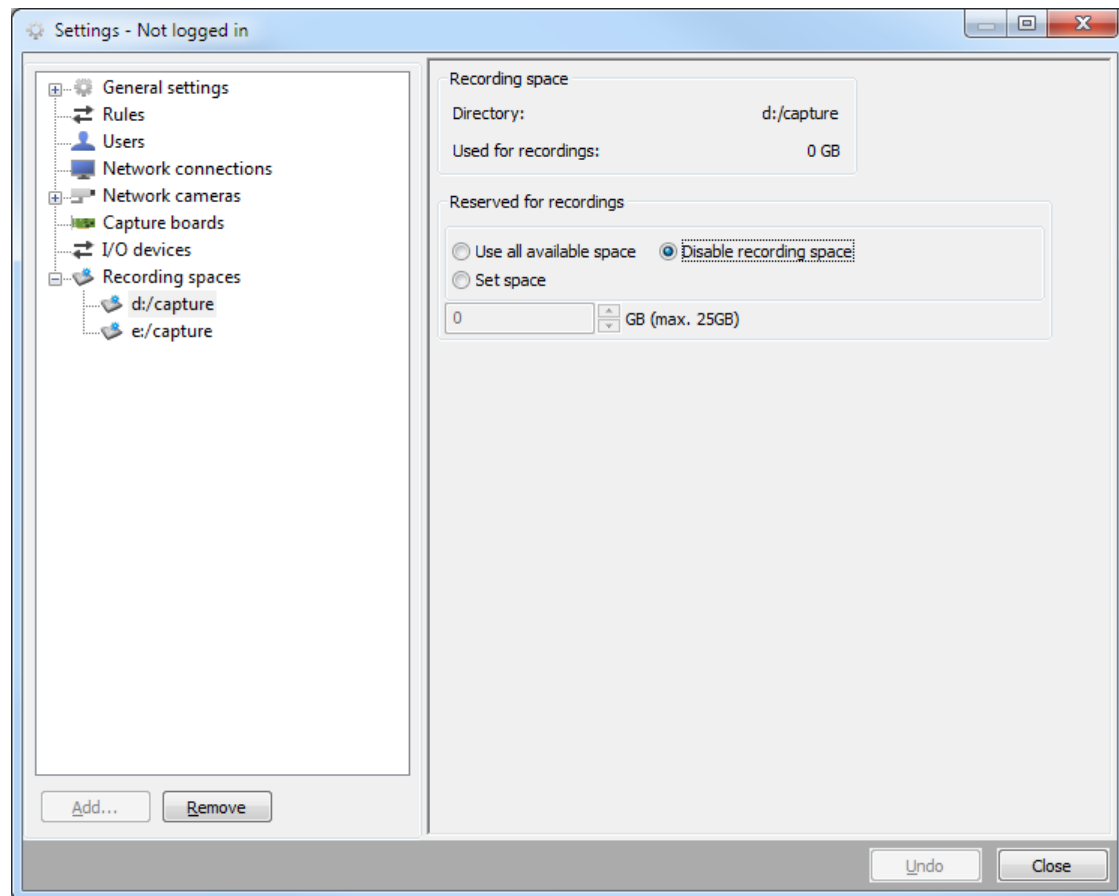 Settings - Not logged in
General settings
Rules
Users
Network connections
Network cameras
Capture boards
I/O devices
Recording spaces
d:/capture
e:/capture
Add...
Remove
Recording space
Directory: d:/capture
Used for recordings: 0 GB
Reserved for recordings
Use all available space Disable recording space
Set space
0 GB (max. 25GB)
Undo Close